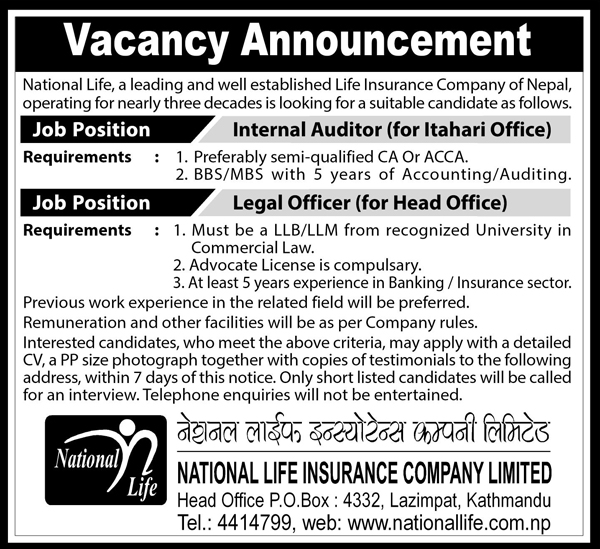 Vacancy Announcement
National Life, a leading and well established Life Insurance Company of Nepal,
operating for nearly three decades is looking for a suitable candidate as follows.
Job Position Internal Auditor (for Itahari Office)
Requirements : 1. Preferably semi-qualified CA Or ACCA.
2. BBS/MBS with 5 years of Accounting/Auditing.
Job Position Legal Officer (for Head Office)
Requirements : 1. Must be a LLB/LLM from recognized University in
Commercial Law.
2. Advocate License is compulsary.
3. At least 5 years experience in Banking / Insurance sector.
Previous work experience in the related field will be preferred.
Remuneration and other facilities will be as per Company rules.
Interested candidates, who meet the above criteria, may apply with a detailed
CV, a PP size photograph together with copies of testimonials to the following
address, within 7 days of this notice. Only short listed candidates will be called
for an interview. Telephone enquiries will not be entertained.
National
Life
नेशनल लाईफ इन्स्योरेन्स कम्पनी लिमिटेड
NATIONAL LIFE INSURANCE COMPANY LIMITED
Head Office P.O.Box : 4332, Lazimpat, Kathmandu
Tel.: 4414799, web: www.nationallife.com.np